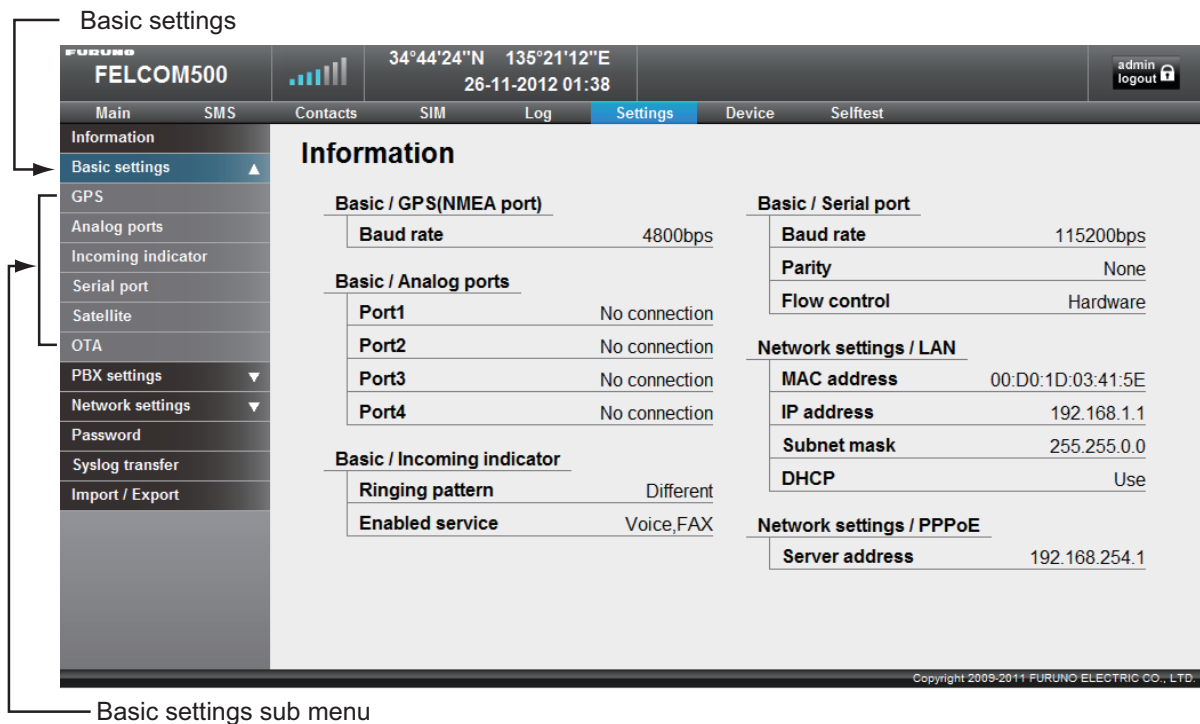 Basic settings
FURUNO
FELCOM500
34°44'24"N 135°21'12"E
26-11-2012 01:38
admin
logout
Main SMS Contacts SIM Log Settings Device Selftest
Information
Basic settings
GPS
Analog ports
Incoming indicator
Serial port
Satellite
OTA
PBX settings
Network settings
Password
Syslog transfer
Import / Export
Information
Basic / GPS(NMEA port)
Baud rate 4800bps
Basic / Analog ports
Port1 No connection
Port2 No connection
Port3 No connection
Port4 No connection
Basic / Incoming indicator
Ringing pattern Different
Enabled service Voice,FAX
Basic / Serial port
Baud rate 115200bps
Parity None
Flow control Hardware
Network settings / LAN
MAC address 00:D0:1D:03:41:5E
IP address 192.168.1.1
Subnet mask 255.255.0.0
DHCP Use
Network settings / PPPoE
Server address 192.168.254.1
Copyright 2009-2011 FURUNO ELECTRIC CO., LTD.
Basic settings sub menu